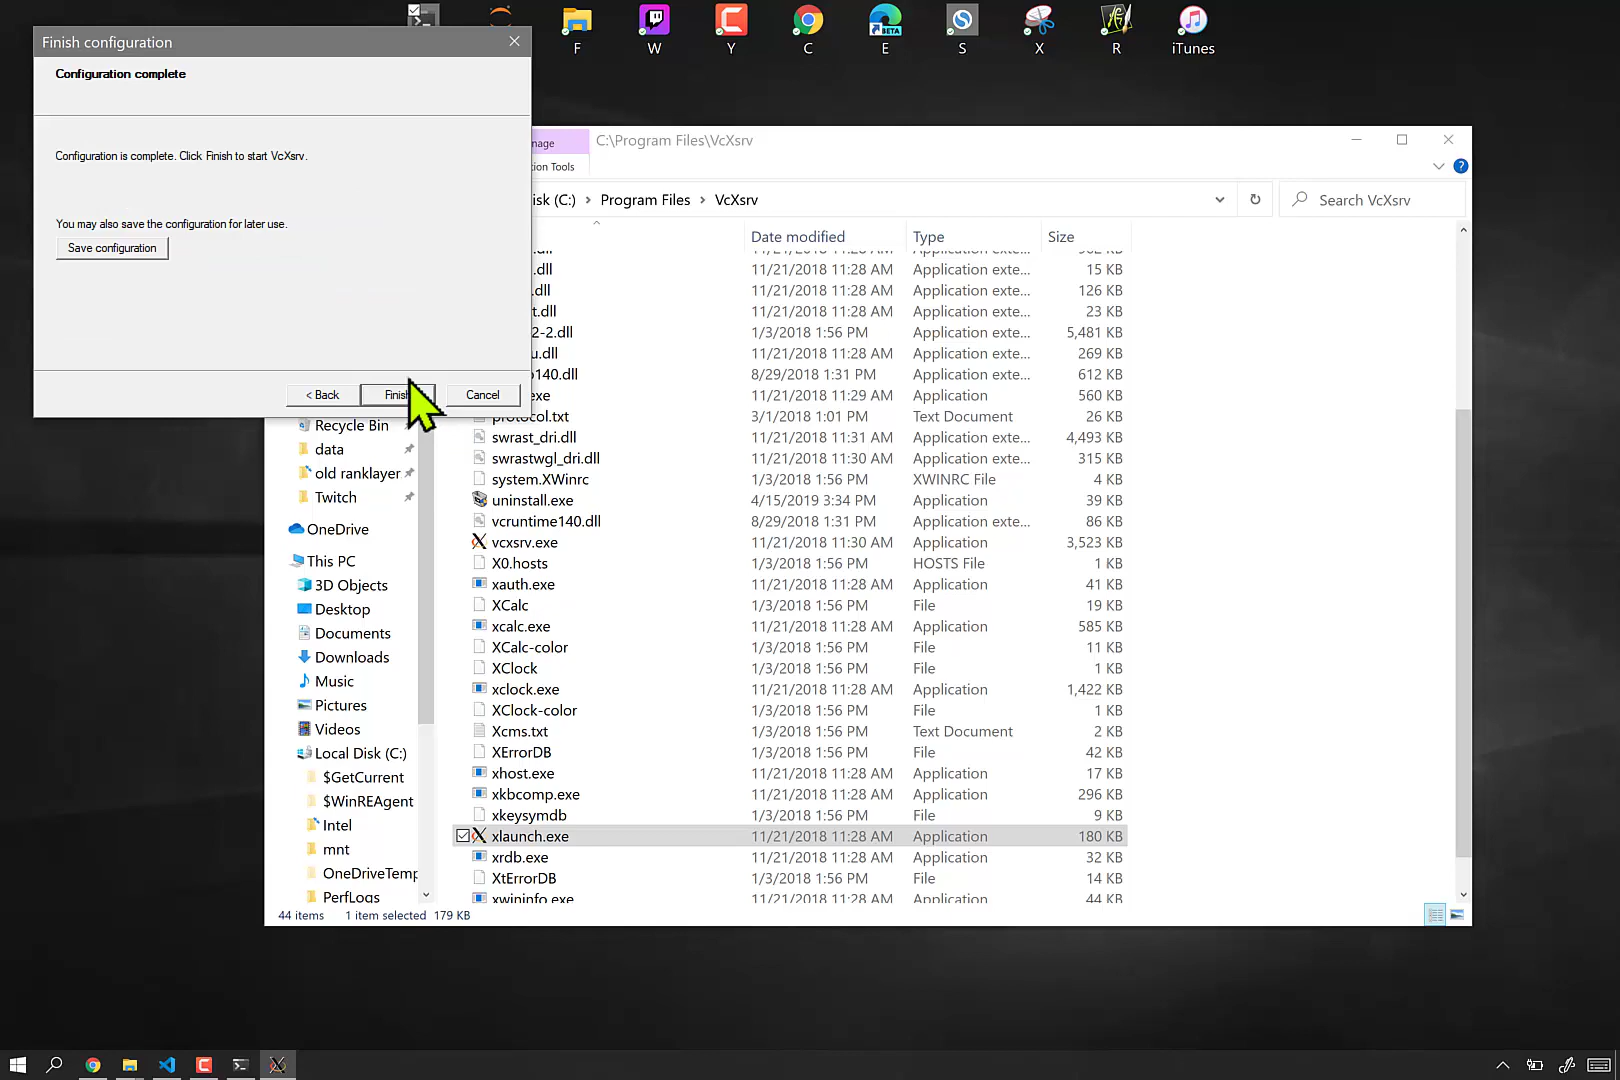 F
W
Y
C
E
BETA
S
X
R
iTunes
Finish configuration
Configuration complete
Configuration is complete. Click Finish to start VcXsrv.
You may also save the configuration for later use.
Save configuration
< Back
Cancel
C:\Program Files\VcXsrv
Program Files > VcXsrv
Search VcXsrv
Date modified Type Size
.dll 11/21/2018 11:28 AM Application exte... 15 KB
.dll 11/21/2018 11:28 AM Application exte... 126 KB
t.dll 11/21/2018 11:28 AM Application exte... 23 KB
2-2.dll 1/3/2018 1:56 PM Application exte... 5,481 KB
u.dll 11/21/2018 11:28 AM Application exte... 269 KB
140.dll 8/29/2018 1:31 PM Application exte... 612 KB
.exe 11/21/2018 11:29 AM Application 560 KB
protocol.txt 3/1/2018 1:01 PM Text Document 26 KB
swrast_dri.dll 11/21/2018 11:31 AM Application exte... 4,493 KB
swrastwgl_dri.dll 11/21/2018 11:30 AM Application exte... 315 KB
system.XWinrc 1/3/2018 1:56 PM XWINRC File 4 KB
uninstall.exe 4/15/2019 3:34 PM Application 39 KB
vcruntime140.dll 8/29/2018 1:31 PM Application exte... 86 KB
vcxsrv.exe 11/21/2018 11:30 AM Application 3,523 KB
X0.hosts 1/3/2018 1:56 PM HOSTS File 1 KB
xauth.exe 11/21/2018 11:28 AM Application 41 KB
XCalc 1/3/2018 1:56 PM File 19 KB
xcalc.exe 11/21/2018 11:28 AM Application 585 KB
XCalc-color 1/3/2018 1:56 PM File 11 KB
XClock 1/3/2018 1:56 PM File 1 KB
xclock.exe 11/21/2018 11:28 AM Application 1,422 KB
XClock-color 1/3/2018 1:56 PM File 1 KB
Xcms.txt 1/3/2018 1:56 PM Text Document 2 KB
XErrorDB 1/3/2018 1:56 PM File 42 KB
xhost.exe 11/21/2018 11:28 AM Application 17 KB
xkbcomp.exe 11/21/2018 11:28 AM Application 296 KB
xkeysymdb 1/3/2018 1:56 PM File 9 KB
xlaunch.exe 11/21/2018 11:28 AM Application 180 KB
xrdb.exe 11/21/2018 11:28 AM Application 32 KB
XtErrorDB 1/3/2018 1:56 PM File 14 KB
xwininfo.exe 11/21/2018 11:28 AM Application 44 KB
Recycle Bin
data
old ranklayer
Twitch
OneDrive
This PC
3D Objects
Desktop
Documents
Downloads
Music
Pictures
Videos
Local Disk (C:)
$GetCurrent
$WinREAgent
Intel
mnt
OneDriveTemp
PerfLogs
44 items 1 item selected 179 KB